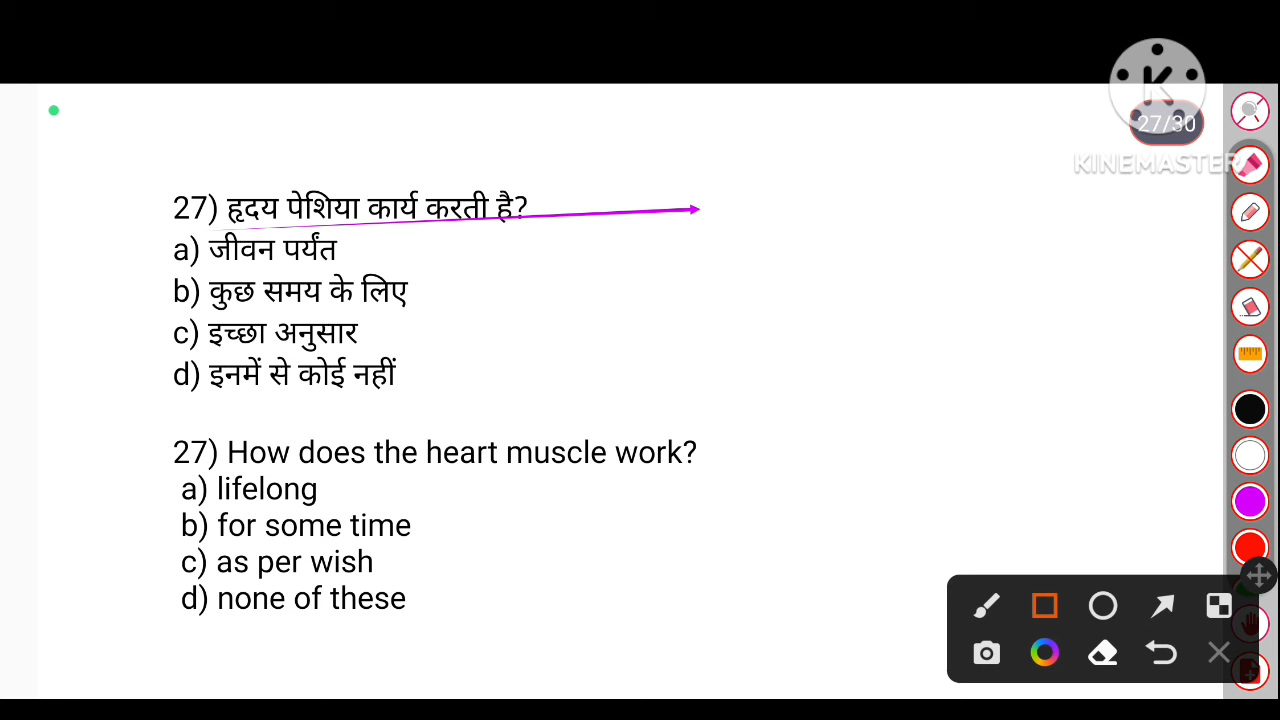 27/30
KINEMASTER
27) हृदय पेशिया कार्य करती है?
a) जीवन पर्यंत
b) कुछ समय के लिए
c) इच्छा अनुसार
d) इनमें से कोई नहीं
27) How does the heart muscle work?
a) lifelong
b) for some time
c) as per wish
d) none of these